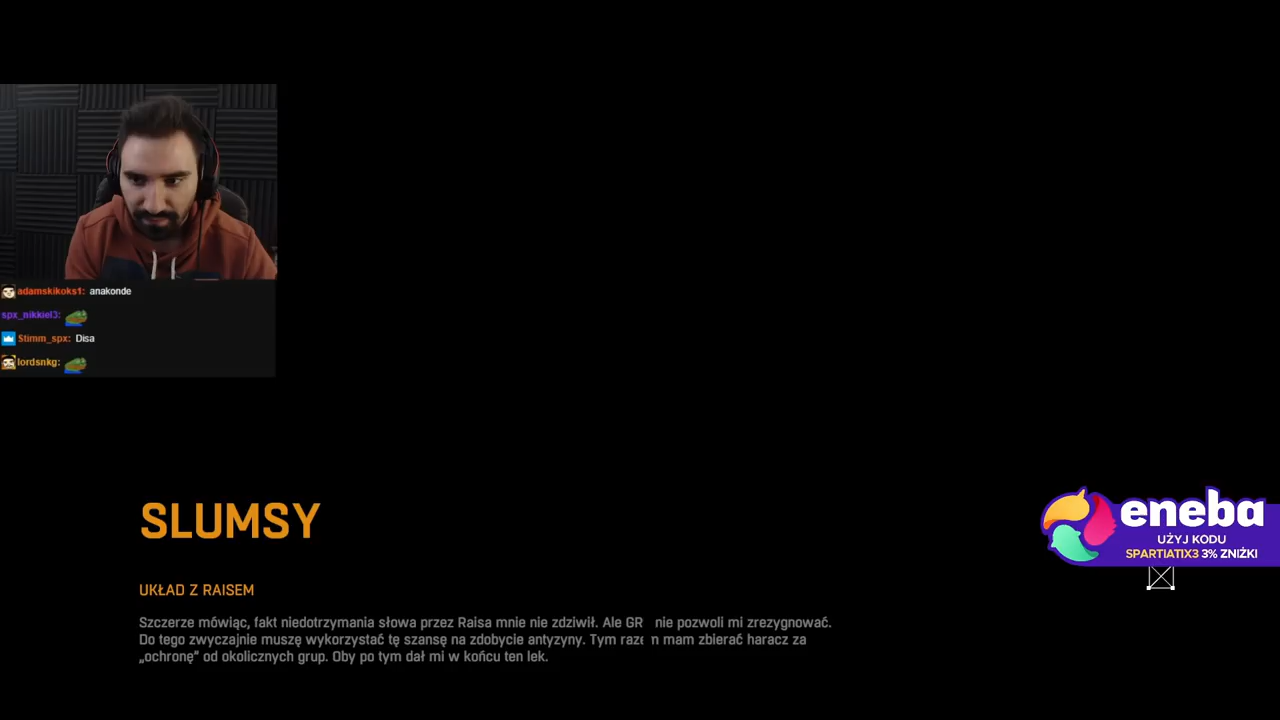 adamskikoks1: anakonde
spx_nikkiel3:
Stimm_spx: Disa
lordsnkg:
SLUMSY
eneba
UŻYJ KODU
SPARTIATIX3 3% ZNIŻKI
UKŁAD Z RAISEM
Szczerze mówiąc, fakt niedotrzymania słowa przez Raisa mnie nie zdziwił. Ale GR nie pozwoli mi zrezygnować.
Do tego zwyczajnie muszę wykorzystać tę szansę na zdobycie antyzyny. Tym mam zbierać haracz za
„ochronę” od okolicznych grup. Oby po tym dał mi w końcu ten lek.